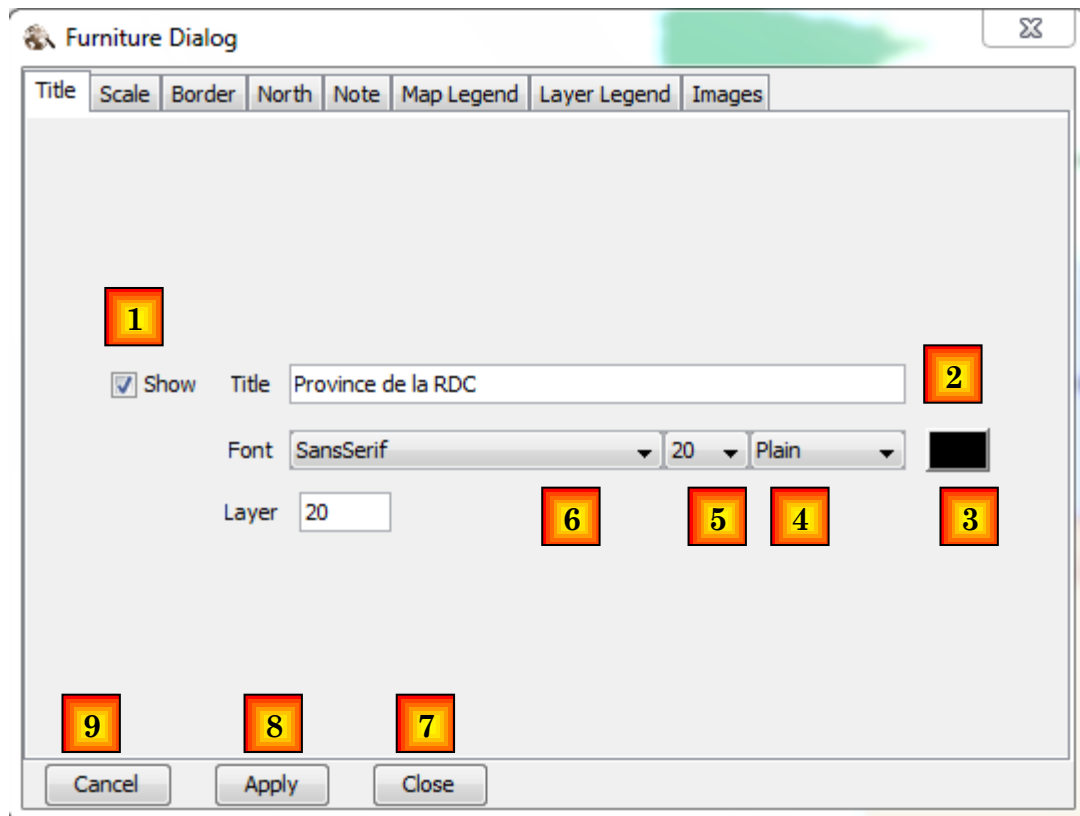 Furniture Dialog
Title Scale Border North Note Map Legend Layer Legend Images
1
Show Title Province de la RDC 2
Font SansSerif 20 Plain
Layer 20 6 5 4 3
9 8 7
Cancel Apply Close